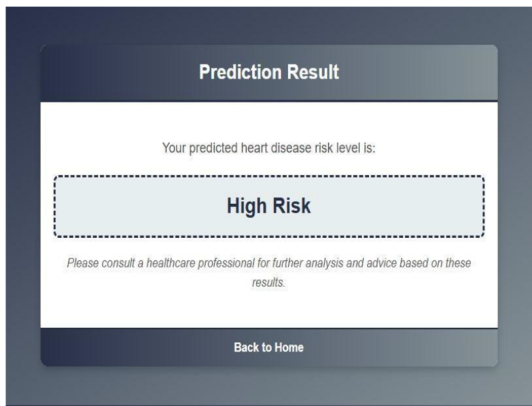 Prediction Result
Your predicted heart disease risk level is:
High Risk
Please consult a healthcare professional for further analysis and advice based on these
results.
Back to Home